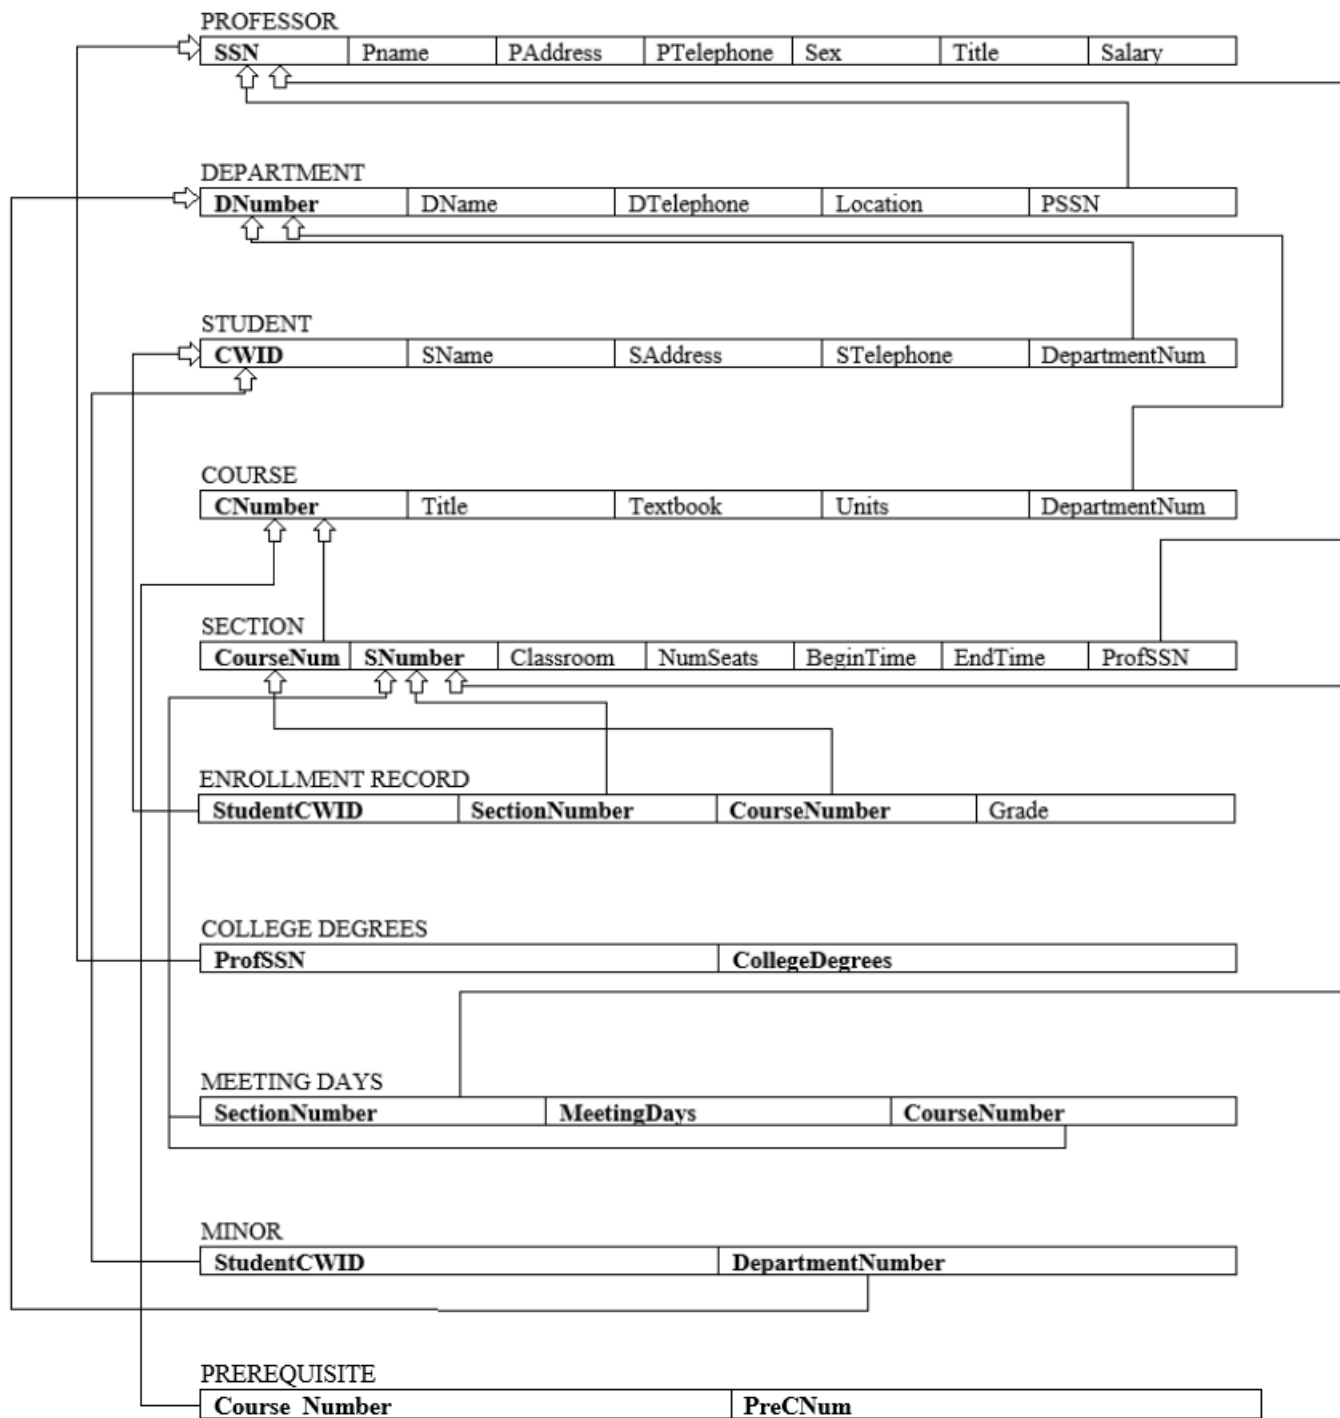 PROFESSOR
SSN Pname PAddress PTelephone Sex Title Salary
DEPARTMENT
DNumber DName DTelephone Location PSSN
STUDENT
CWID SName SAddress STelephone DepartmentNum
COURSE
CNumber Title Textbook Units DepartmentNum
SECTION
CourseNum SNumber Classroom NumSeats BeginTime EndTime ProfSSN
ENROLLMENT RECORD
StudentCWID SectionNumber CourseNumber Grade
COLLEGE DEGREES
ProfSSN CollegeDegrees
MEETING DAYS
SectionNumber MeetingDays CourseNumber
MINOR
StudentCWID DepartmentNumber
PREREQUISITE
Course_Number PreCNum